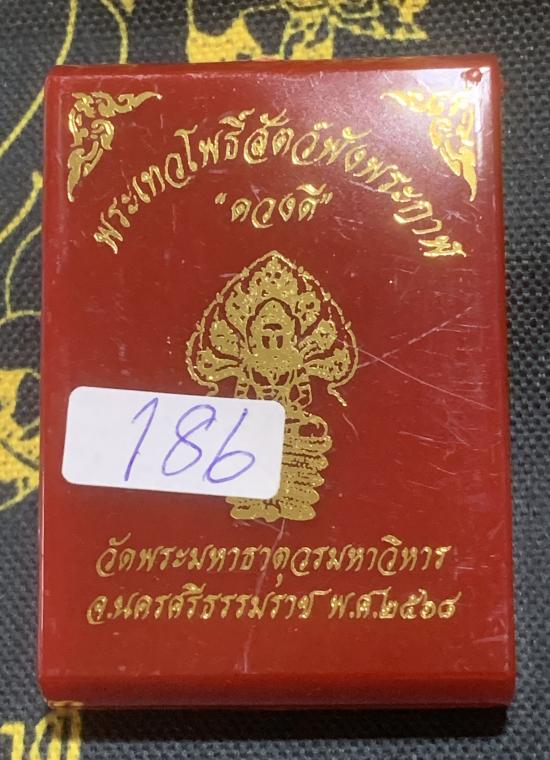 พระเทวโพธิ์สัตว์พังพระกาฬ
"ดวงดี"
186
วัดพระมหาธาตุวรมหาวิหาร
จ.นครศรีธรรมราช พ.ศ.๒๕๖๘